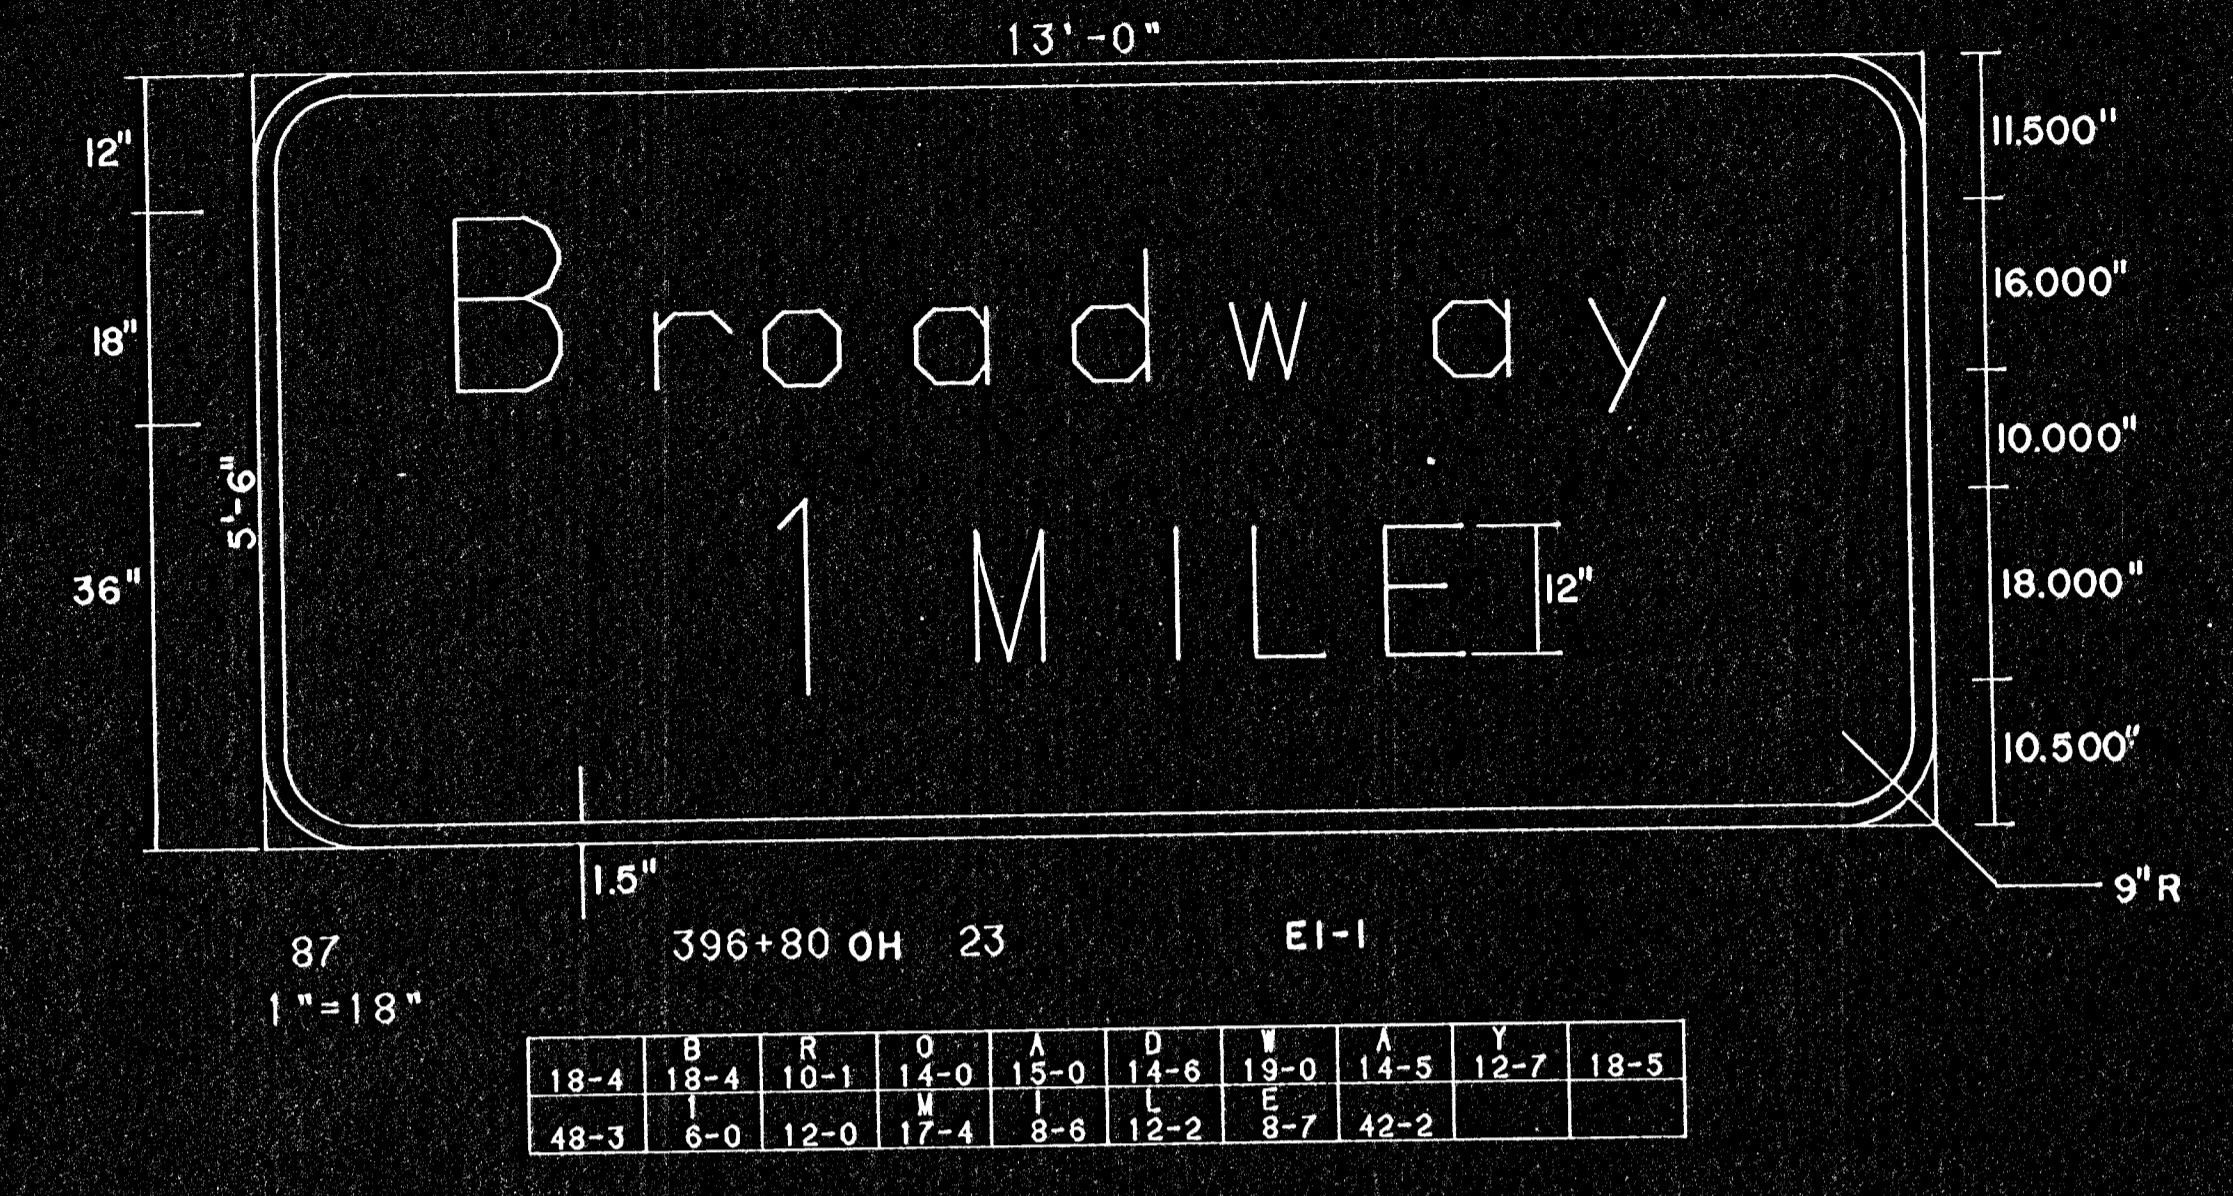 13'-0"
12"
11.500"
18"
16.000"
Broadway
10.000"
5'-6"
36"
1 MILE
12"
18.000"
10.500"
1.5"
9"R
87
396+80 OH 23
E1-1
1"=18"
B R O A D W A Y
18-4 18-4 10-1 14-0 15-0 14-6 19-0 14-5 12-7 18-5
1 M I L E
48-3 6-0 12-0 17-4 8-6 12-2 8-7 42-2